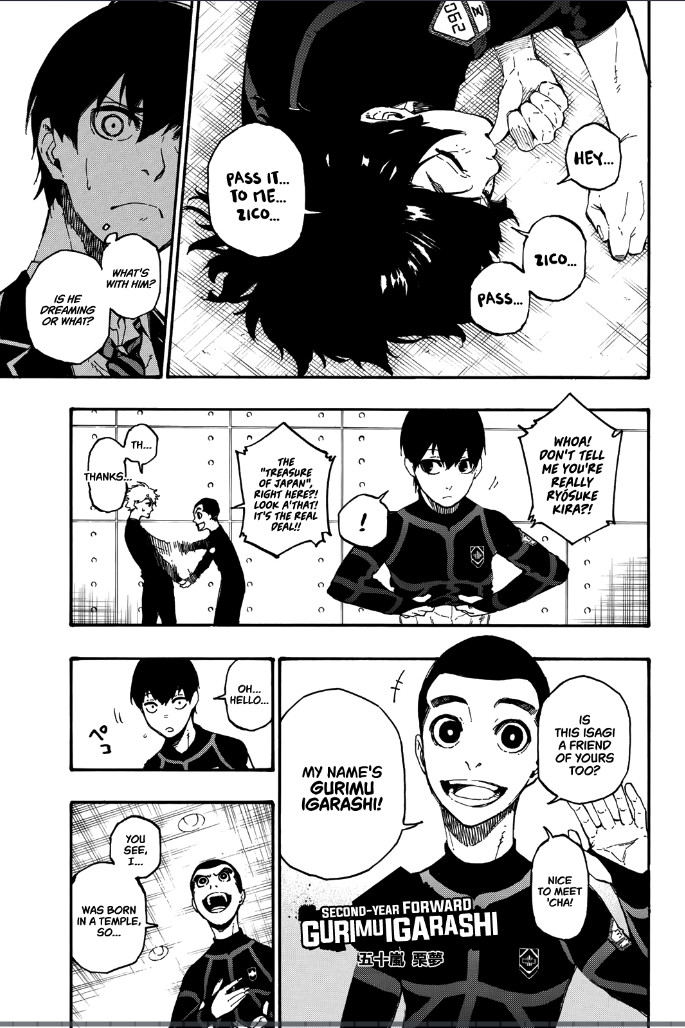 Z
062
HEY...
PASS IT...
TO ME...
ZICO...
ZICO...
PASS...
WHAT'S
WITH HIM?
IS HE
DREAMING
OR WHAT?
WHOA!
DON'T TELL
ME YOU'RE
REALLY
RYŌSUKE
KIRA?!
!
THE
"TREASURE
OF JAPAN",
RIGHT HERE?!
LOOK A'THAT!
IT'S THE REAL
DEAL!!
TH...
THANKS...
IS
THIS ISAGI
A FRIEND
OF YOURS
TOO?
MY NAME'S
GURIMU
IGARASHI!
NICE
TO MEET
'CHA!
SECOND-YEAR FORWARD
GURIMU IGARASHI
五十嵐 栗夢
OH...
HELLO...
ペコ
YOU
SEE,
I...
WAS BORN
IN A TEMPLE,
SO...